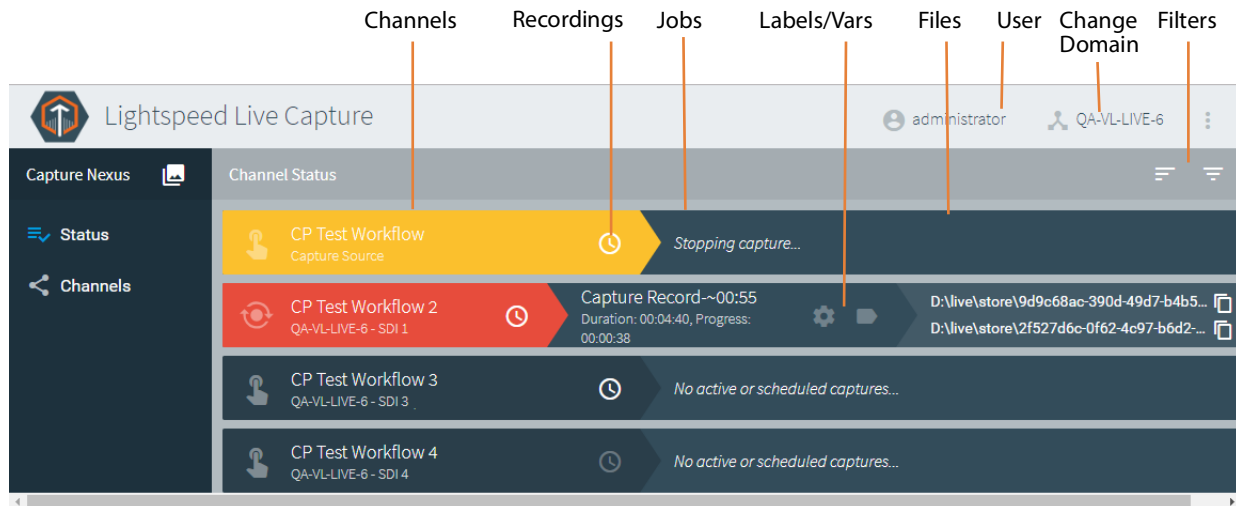 Channels Recordings Jobs Labels/Vars Files User Change Domain Filters
Lightspeed Live Capture
administrator
QA-VL-LIVE-6
Capture Nexus
Channel Status
Status
Channels
CP Test Workflow
Capture Source
Stopping capture...
CP Test Workflow 2
QA-VL-LIVE-6 - SDI 1
Capture Record-~00:55
Duration: 00:04:40, Progress:
00:00:38
D:\live\store\9d9c68ac-390d-49d7-b4b5...
D:\live\store\2f527d6c-0f62-4c97-b6d2-...
CP Test Workflow 3
QA-VL-LIVE-6 - SDI 3
No active or scheduled captures...
CP Test Workflow 4
QA-VL-LIVE-6 - SDI 4
No active or scheduled captures...